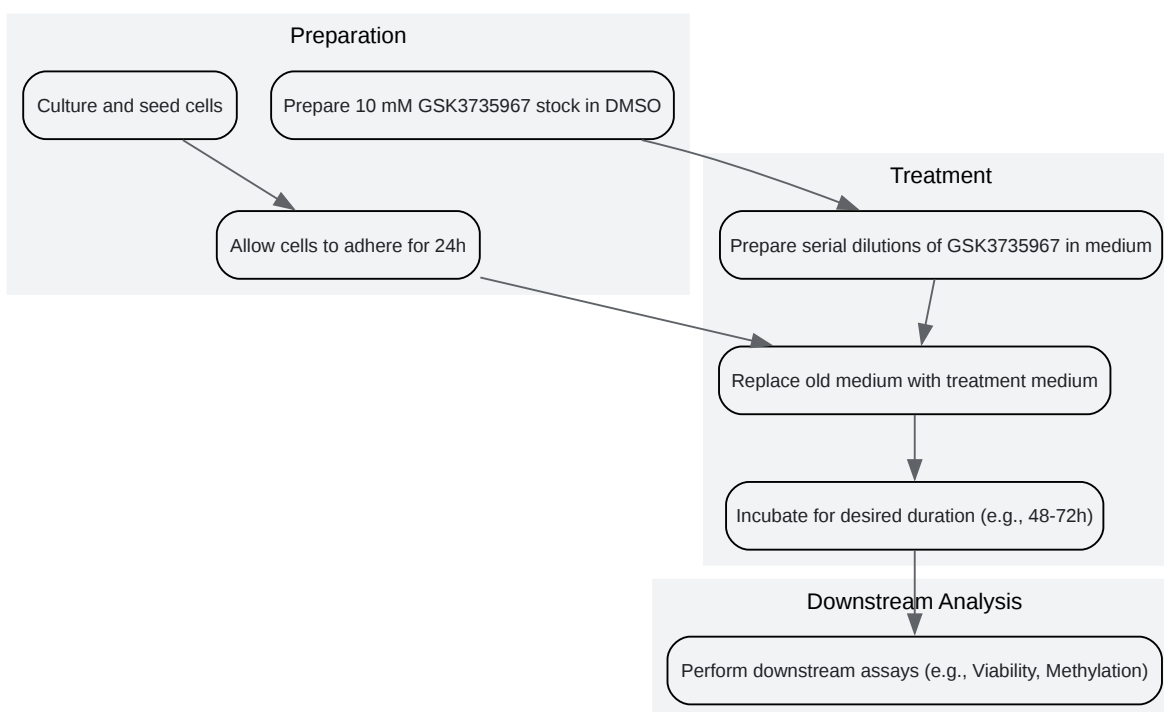 Preparation
Culture and seed cells
Prepare 10 mM GSK3735967 stock in DMSO
Allow cells to adhere for 24h
Treatment
Prepare serial dilutions of GSK3735967 in medium
Replace old medium with treatment medium
Incubate for desired duration (e.g., 48-72h)
Downstream Analysis
Perform downstream assays (e.g., Viability, Methylation)